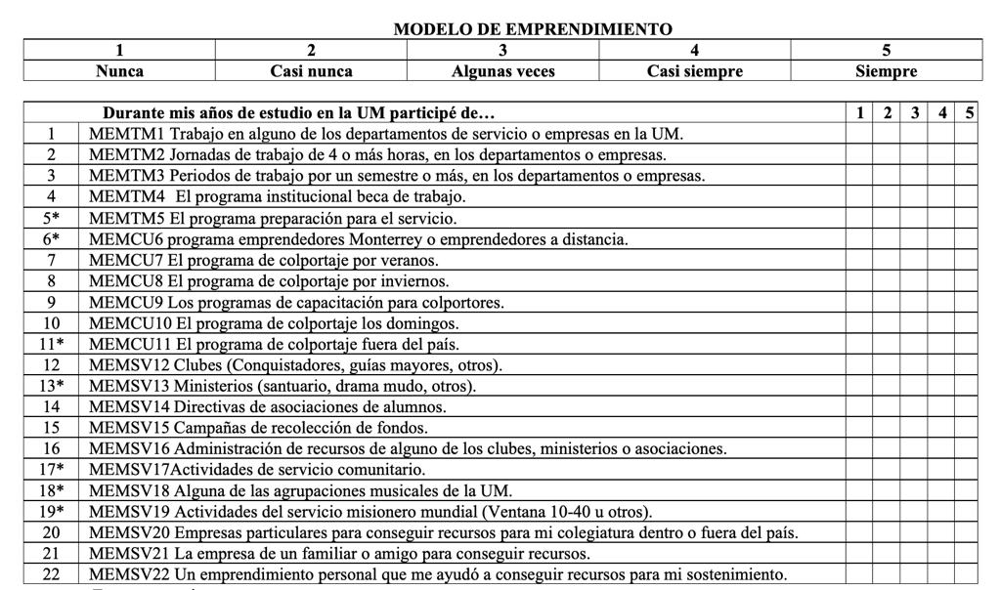 MODELO DE EMPRENDIMIENTO
1 2 3 4 5
Nunca Casi nunca Algunas veces Casi siempre Siempre
Durante mis años de estudio en la UM participé de… 1 2 3 4 5
1 MEMTM1 Trabajo en alguno de los departamentos de servicio o empresas en la UM.
2 MEMTM2 Jornadas de trabajo de 4 o más horas, en los departamentos o empresas.
3 MEMTM3 Periodos de trabajo por un semestre o más, en los departamentos o empresas.
4 MEMTM4 El programa institucional beca de trabajo.
5* MEMTM5 El programa preparación para el servicio.
6* MEMCU6 programa emprendedores Monterrey o emprendedores a distancia.
7 MEMCU7 El programa de colportaje por veranos.
8 MEMCU8 El programa de colportaje por inviernos.
9 MEMCU9 Los programas de capacitación para colportores.
10 MEMCU10 El programa de colportaje los domingos.
11* MEMCU11 El programa de colportaje fuera del país.
12 MEMSV12 Clubes (Conquistadores, guías mayores, otros).
13* MEMSV13 Ministerios (santuario, drama mudo, otros).
14 MEMSV14 Directivas de asociaciones de alumnos.
15 MEMSV15 Campañas de recolección de fondos.
16 MEMSV16 Administración de recursos de alguno de los clubes, ministerios o asociaciones.
17* MEMSV17Actividades de servicio comunitario.
18* MEMSV18 Alguna de las agrupaciones musicales de la UM.
19* MEMSV19 Actividades del servicio misionero mundial (Ventana 10-40 u otros).
20 MEMSV20 Empresas particulares para conseguir recursos para mi colegiatura dentro o fuera del país.
21 MEMSV21 La empresa de un familiar o amigo para conseguir recursos.
22 MEMSV22 Un emprendimiento personal que me ayudó a conseguir recursos para mi sostenimiento.